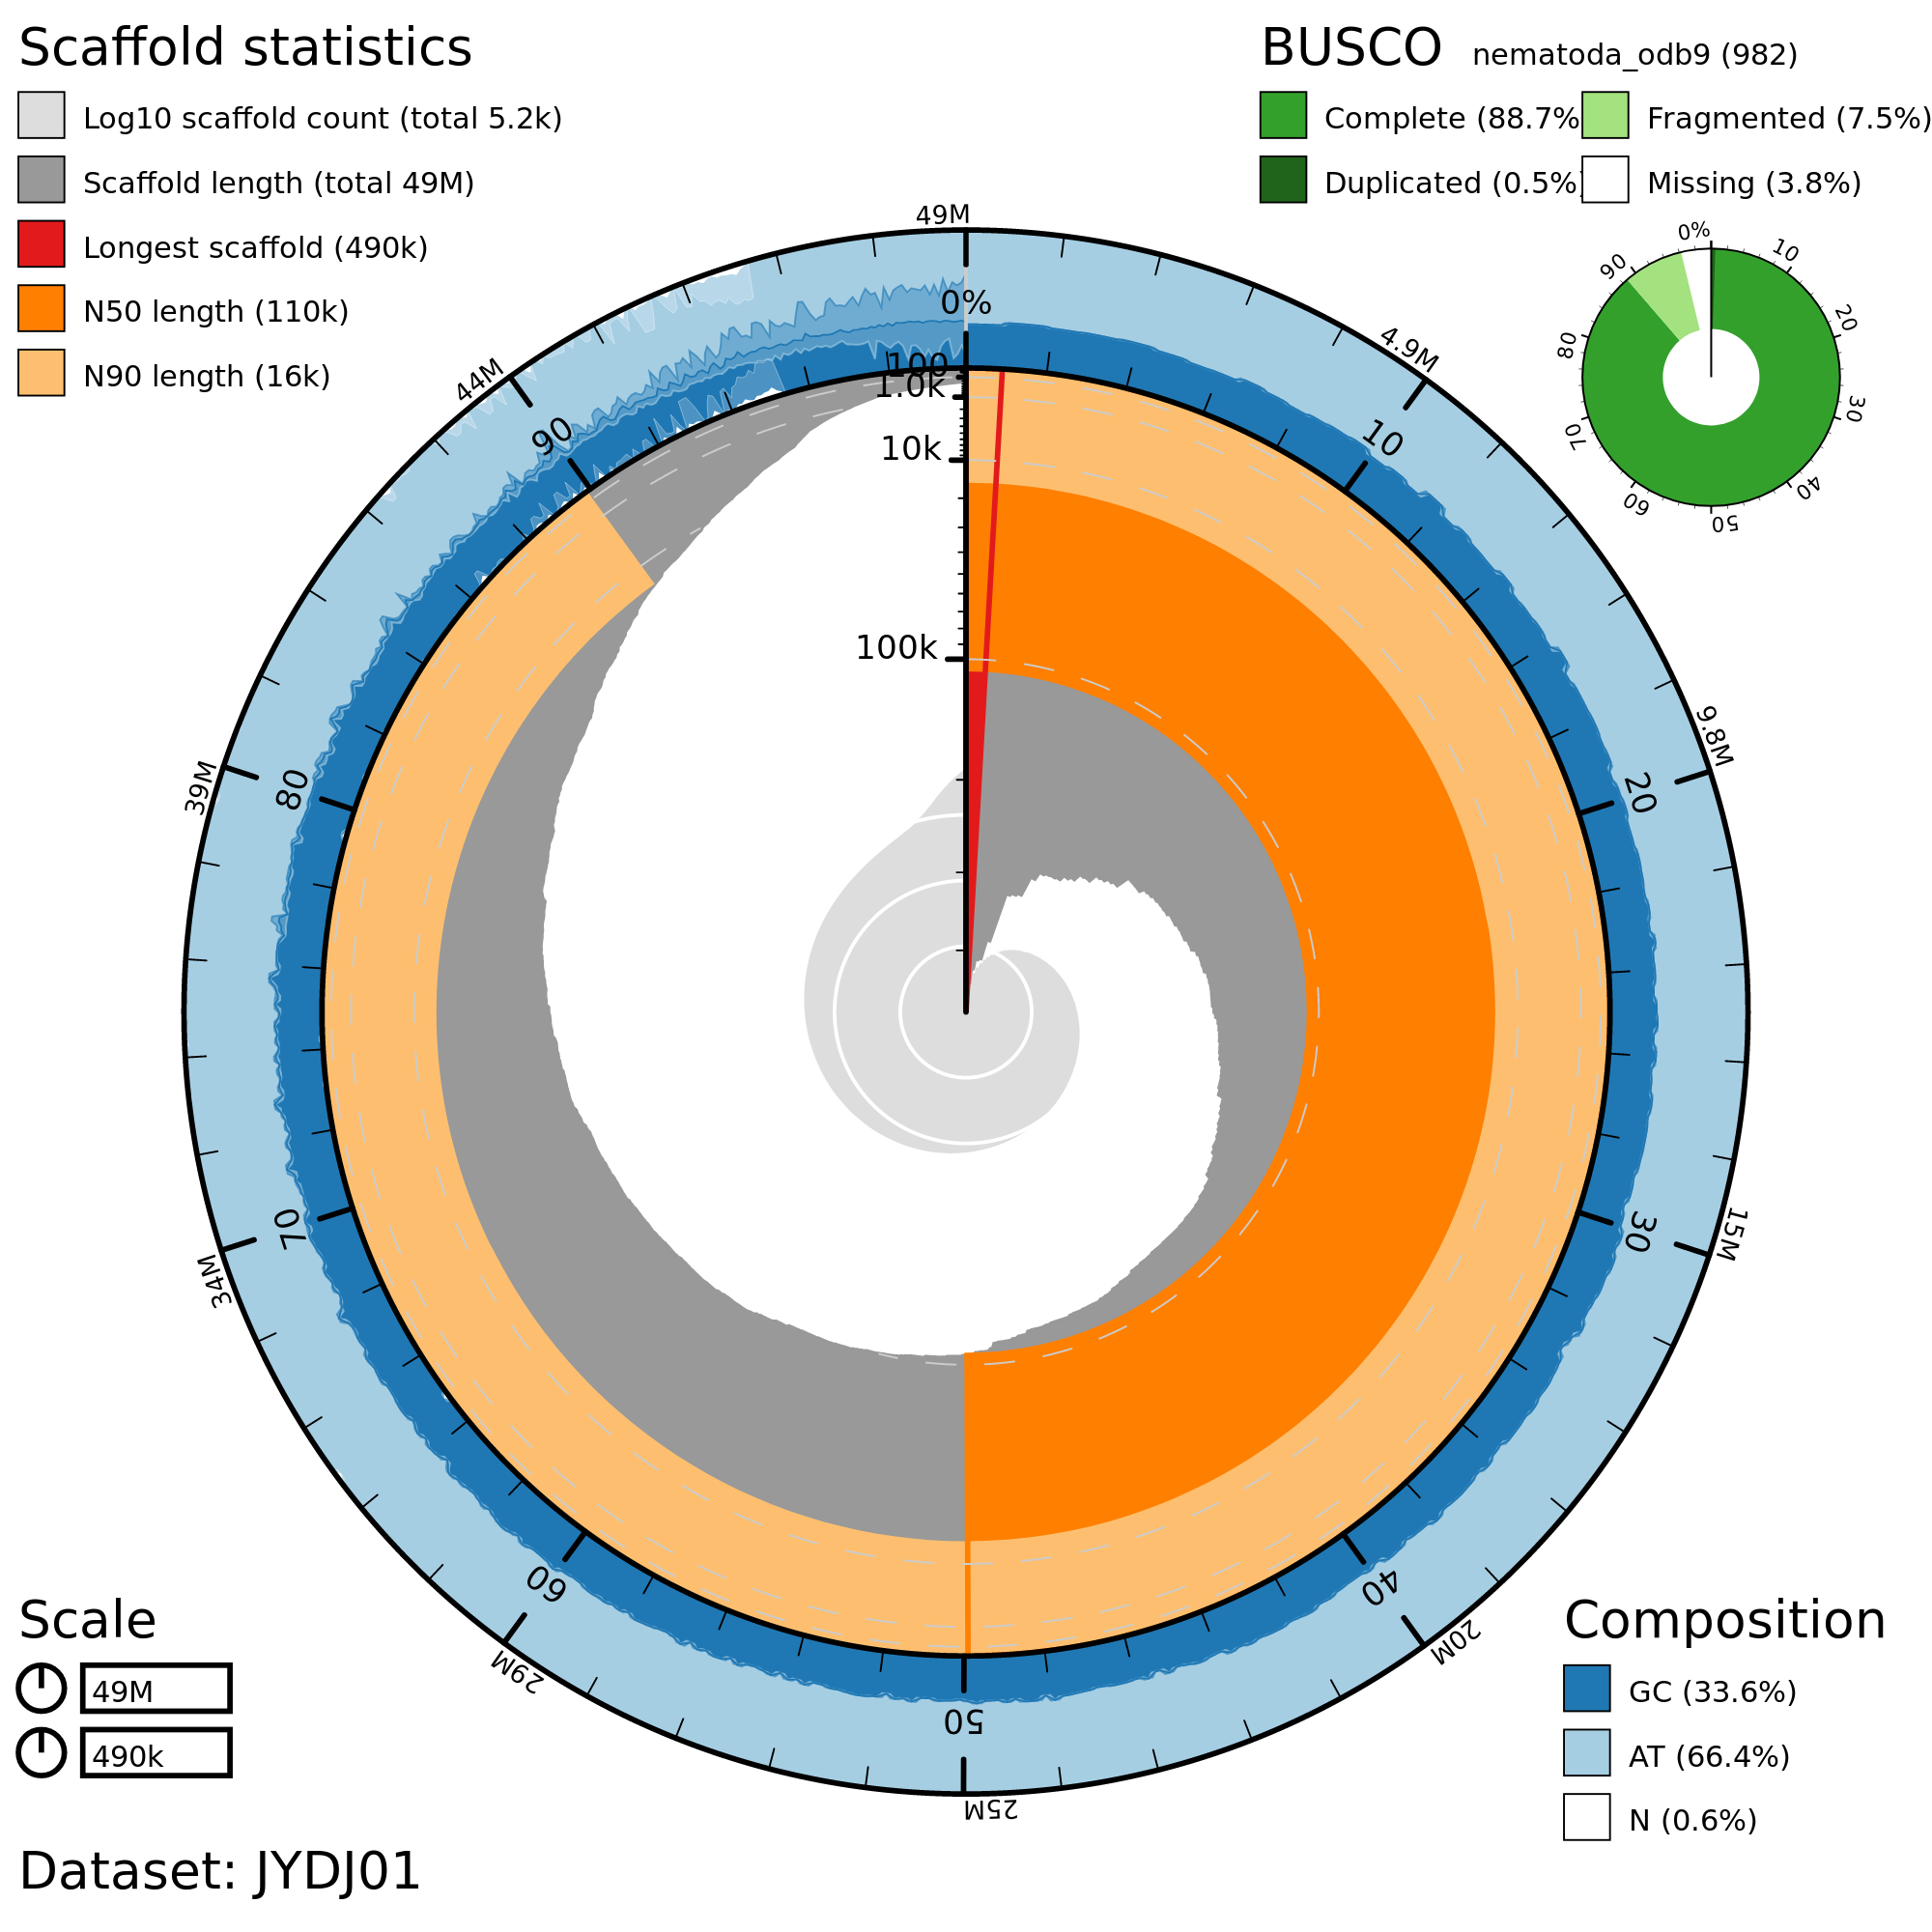 Scaffold statistics
Log10 scaffold count (total 5.2k)
Scaffold length (total 49M)
Longest scaffold (490k)
N50 length (110k)
N90 length (16k)
BUSCO nematoda_odb9 (982)
Complete (88.7% Fragmented (7.5%)
Duplicated (0.5%) Missing (3.8%)
0%
10
20
30
40
50
60
70
80
90
49M
4.9M
9.8M
15M
20M
25M
29M
34M
39M
44M
0%
10
20
30
40
50
60
70
80
90
100
1.0k
10k
100k
Scale
49M
490k
Composition
GC (33.6%)
AT (66.4%)
N (0.6%)
Dataset: JYDJ01